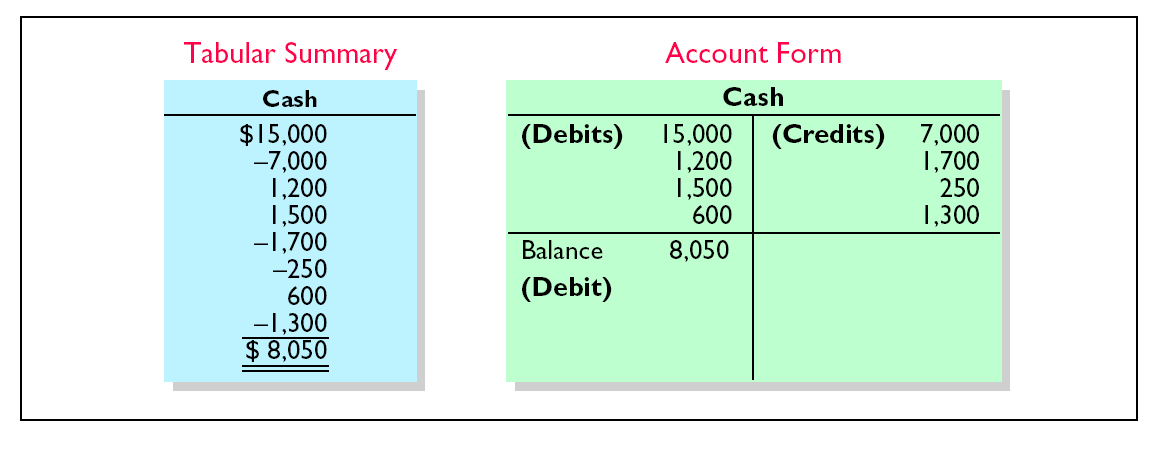 Tabular Summary
Cash
$15,000
–7,000
1,200
1,500
–1,700
–250
600
–1,300
$ 8,050
Account Form
Cash
(Debits) 15,000 (Credits) 7,000
1,200 1,700
1,500 250
600 1,300
Balance 8,050
(Debit)